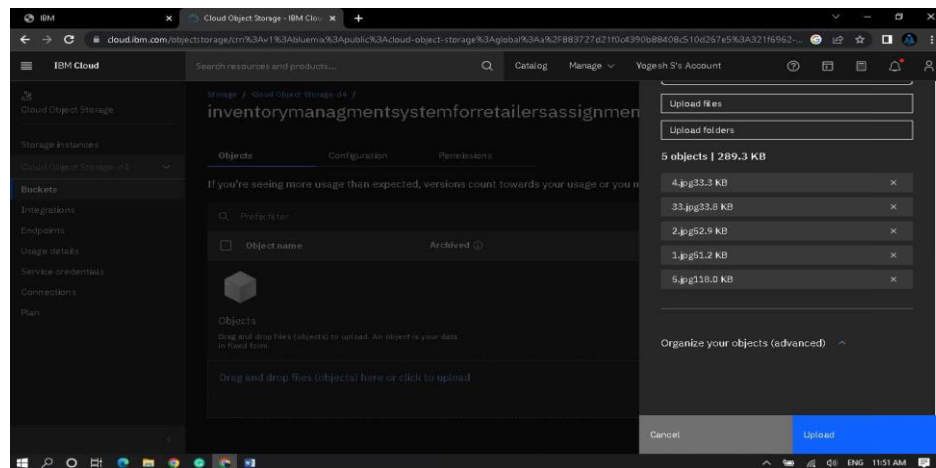 IBM
Cloud Object Storage - IBM Clou
cloud.ibm.com/objectstorage/crn%3Av1%3Abluemix%3Apublic%3Acloud-object-storage%3Aglobal%3Aa%2F883727d21f0c4390b88408c510d267e5%3A321f6962-...
IBM Cloud
Search resources and products...
Catalog
Manage
Yogesh S's Account
Cloud Object Storage
Storage instances
Cloud Object Storage-d4
Buckets
Integrations
Endpoints
Usage details
Service credentials
Connections
Plan
Storage / Cloud Object Storage-d4 /
inventorymanagmentsystemforretailersassignmen
Objects
Configuration
Permissions
If you're seeing more usage than expected, versions count towards your usage or you m
Prefix filter
Object name
Archived
Objects
Drag and drop files (objects) to upload. An object is your data
in fixed form.
Drag and drop files (objects) here or click to upload
Upload files
Upload folders
5 objects | 289.3 KB
4.jpg33.3 KB
33.jpg33.8 KB
2.jpg52.9 KB
1.jpg51.2 KB
5.jpg118.0 KB
Organize your objects (advanced)
Cancel
Upload
ENG
11:51 AM